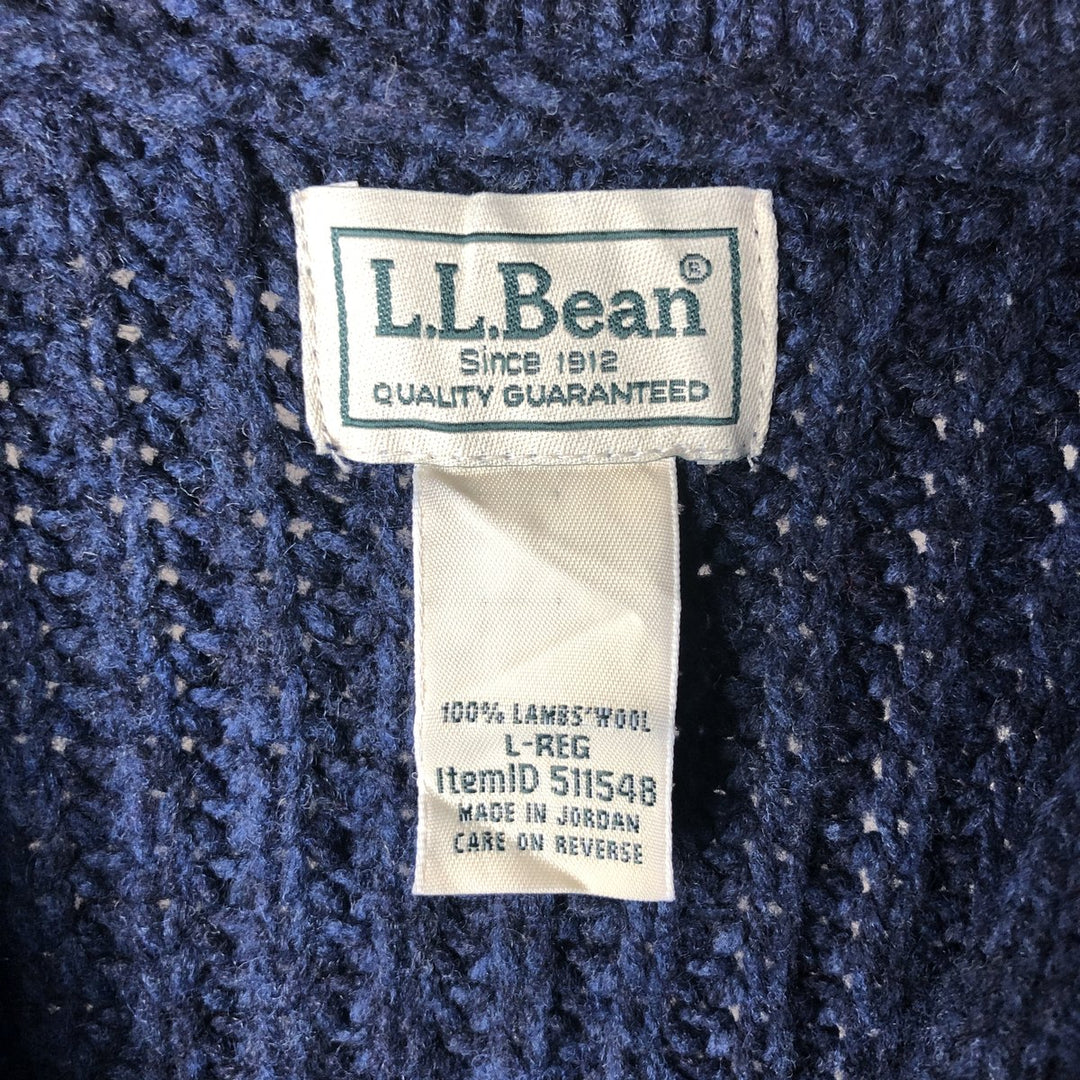 L.L.Bean®
Since 1912
QUALITY GUARANTEED
100% LAMBS'WOOL
L-REG
ItemID 511548
MADE IN JORDAN
CARE ON REVERSE